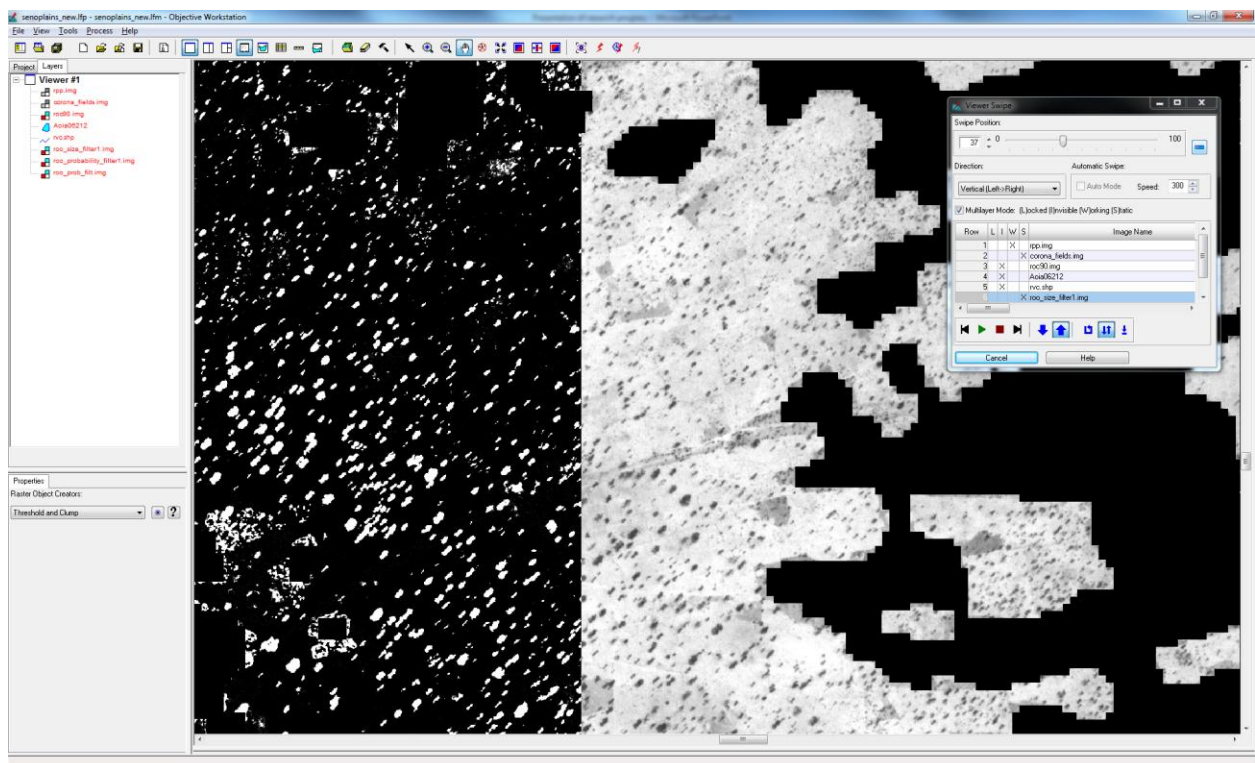 senoplains_new.lfp - senoplains_new.lfm - Objective Workstation
File View Tools Process Help
Project Layers
Viewer #1
rpp.img
corona_fields.img
roc90.img
Aoia06212
rvc.shp
roo_size_filter1.img
roo_probability_filter1.img
roo_prob_filt.img
Properties
Raster Object Creators:
Threshold and Clump
?
Viewer Swipe
Swipe Position:
37 0 100
Direction: Automatic Swipe:
Vertical (Left->Right) Auto Mode Speed: 300
Multilayer Mode: (L)ocked (I)nvisible (W)orking (S)tatic
Row L I W S Image Name
1 X rpp.img
2 X corona_fields.img
3 X roc90.img
4 X Aoia06212
5 X rvc.shp
X roo_size_filter1.img
Cancel Help